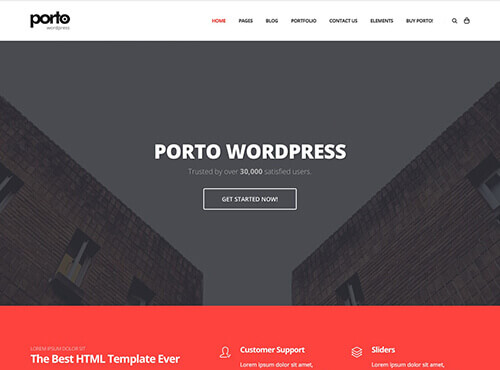 porto
wordpress
HOME PAGES BLOG PORTFOLIO CONTACT US ELEMENTS BUY PORTO!
PORTO WORDPRESS
Trusted by over 30,000 satisfied users.
GET STARTED NOW!
LOREM IPSUM DOLOR SIT
The Best HTML Template Ever
Customer Support
Lorem ipsum dolor sit amet,
Sliders
Lorem ipsum dolor sit amet,